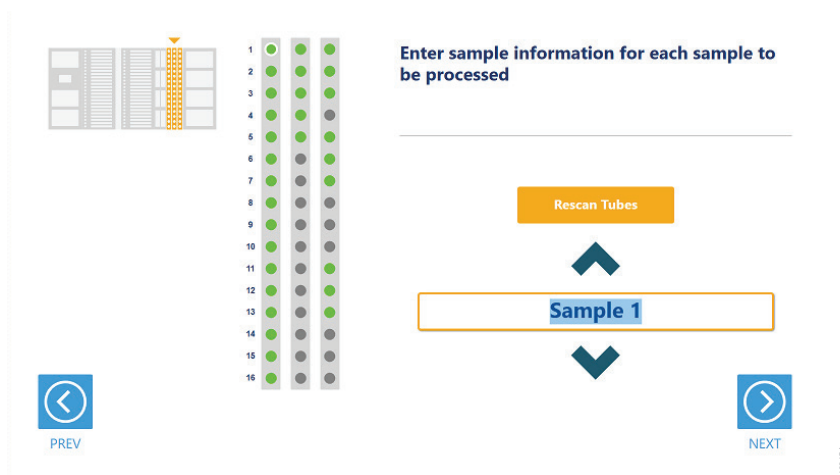 Enter sample information for each sample to
be processed
1
2
3
4
5
6
7
8
9
10
11
12
13
14
15
16
Rescan Tubes
Sample 1
PREV
NEXT